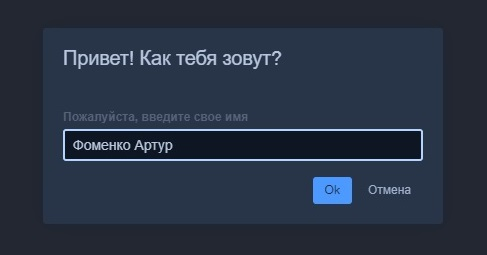 Привет! Как тебя зовут?
Пожалуйста, введите свое имя
Фоменко Артур
Ok Отмена